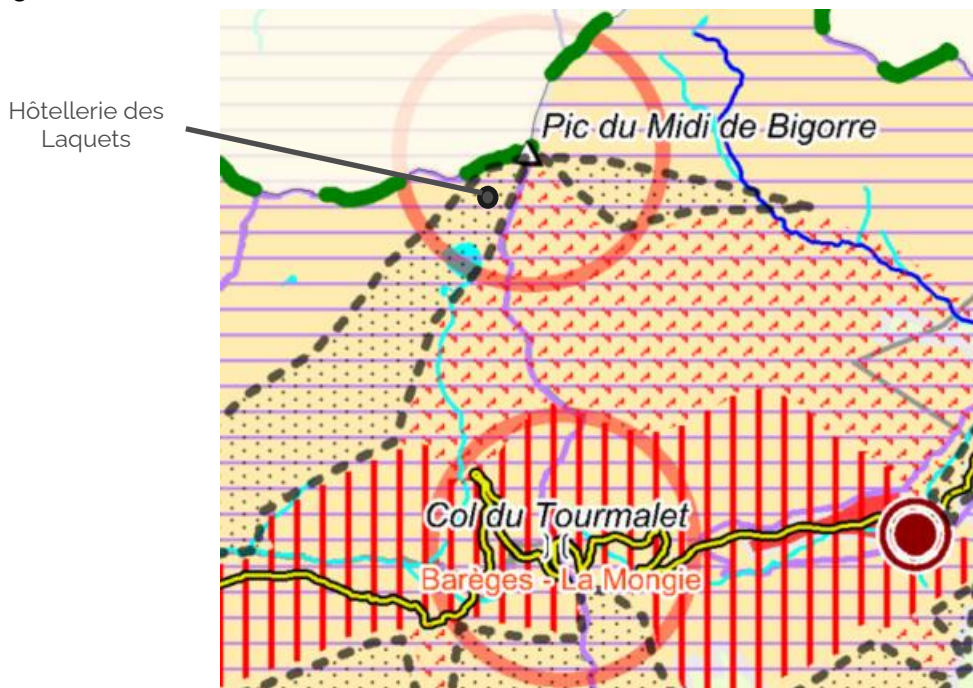 Hôtellerie des
Laquets
Pic du Midi de Bigorre
Col du Tourmalet
Barèges - La Mongie